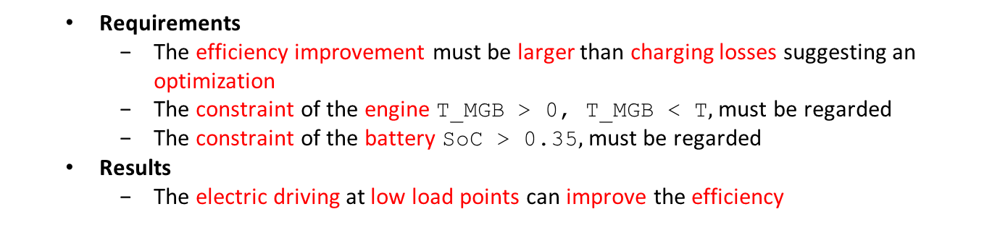 • Requirements
– The efficiency improvement must be larger than charging losses suggesting an
optimization
– The constraint of the engine T_MGB > 0, T_MGB < T, must be regarded
– The constraint of the battery SoC > 0.35, must be regarded
• Results
– The electric driving at low load points can improve the efficiency